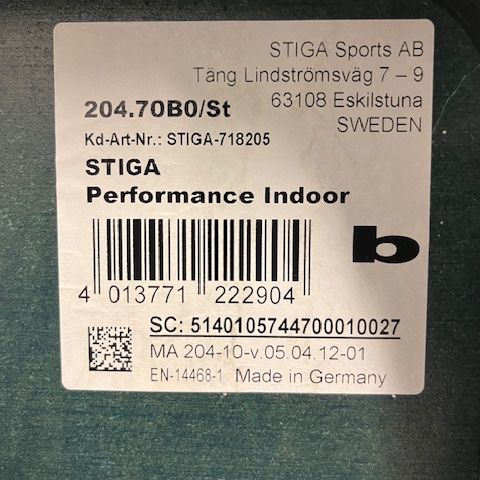 STIGA Sports AB
Täng Lindströmsväg 7 – 9
63108 Eskilstuna
SWEDEN
204.70B0/St
Kd-Art-Nr.: STIGA-718205
STIGA
Performance Indoor
b
4 013771 222904
SC: 5140105744700010027
MA 204-10-v.05.04.12-01
EN-14468-1 Made in Germany